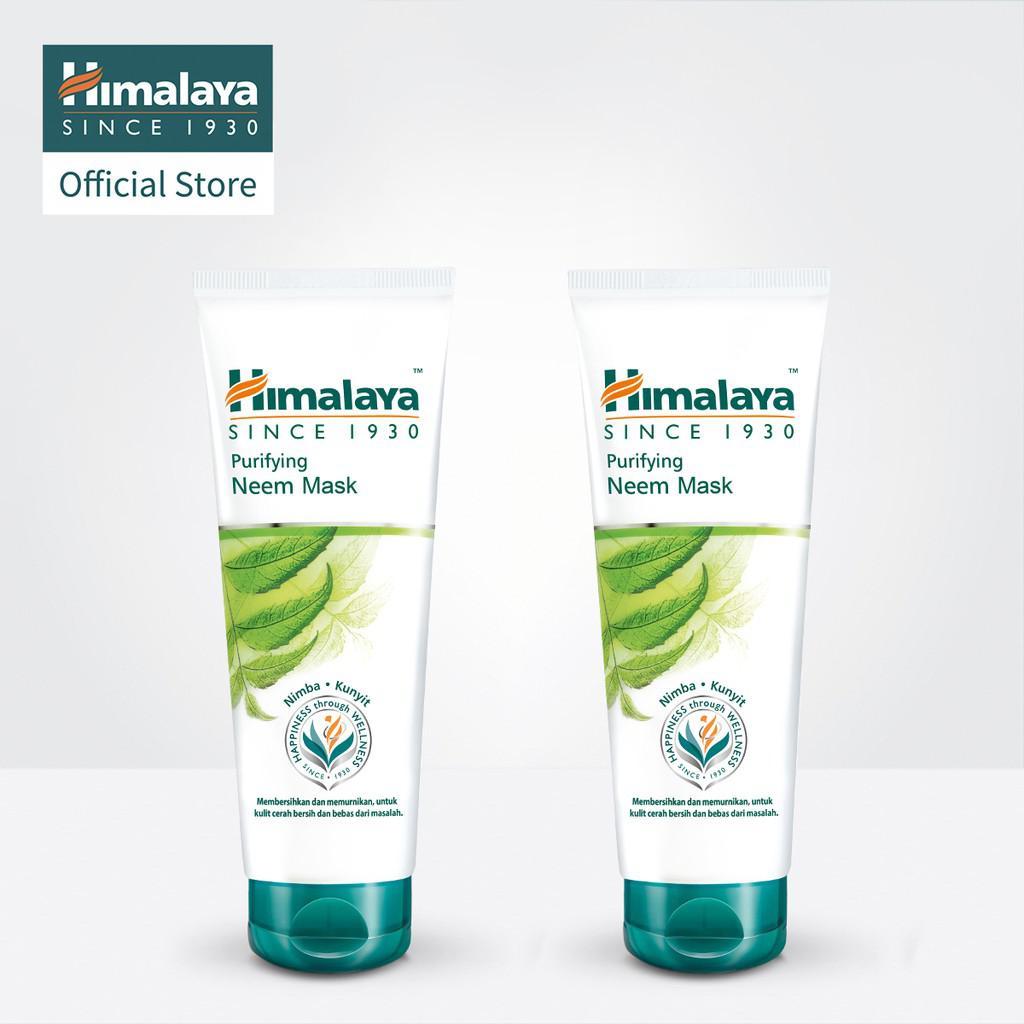 Himalaya
SINCE 1930
Official Store
Himalaya™
SINCE 1930
Purifying
Neem Mask
Nimba • Kunyit
HAPPINESS through WELLNESS
SINCE • 1930
Membersihkan dan memurnikan, untuk
kulit cerah bersih dan bebas dari masalah.
Himalaya™
SINCE 1930
Purifying
Neem Mask
Nimba • Kunyit
HAPPINESS through WELLNESS
SINCE • 1930
Membersihkan dan memurnikan, untuk
kulit cerah bersih dan bebas dari masalah.